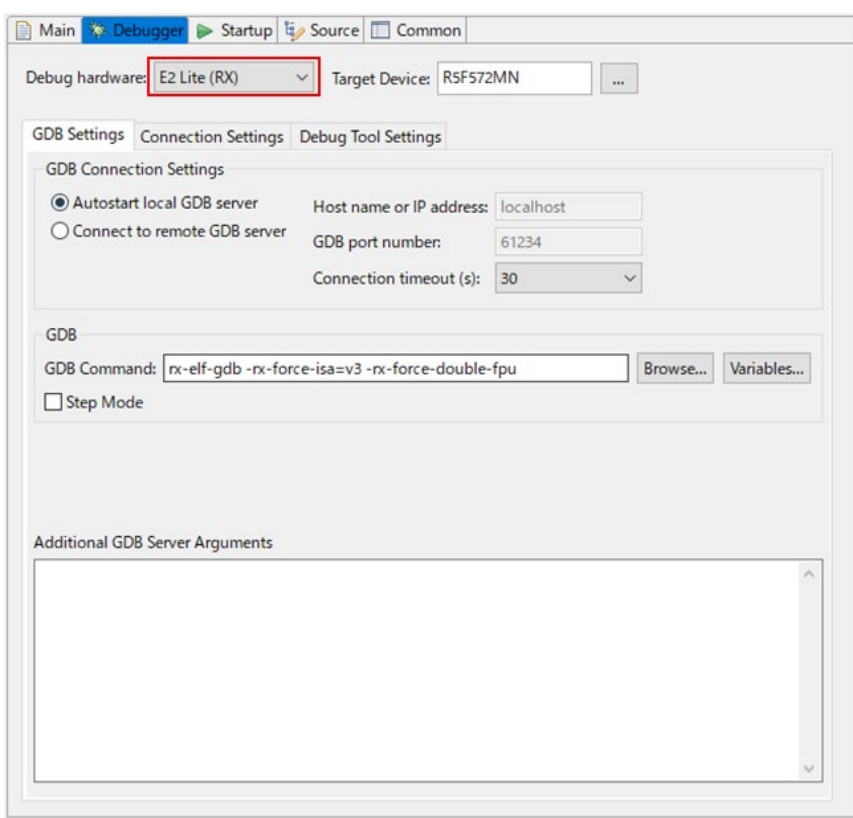 Main Debugger Startup Source Common
Debug hardware: E2 Lite (RX) Target Device: R5F572MN ...
GDB Settings Connection Settings Debug Tool Settings
GDB Connection Settings
Autostart local GDB server
Connect to remote GDB server
Host name or IP address: localhost
GDB port number: 61234
Connection timeout (s): 30
GDB
GDB Command: rx-elf-gdb -rx-force-isa=v3 -rx-force-double-fpu Browse... Variables...
Step Mode
Additional GDB Server Arguments